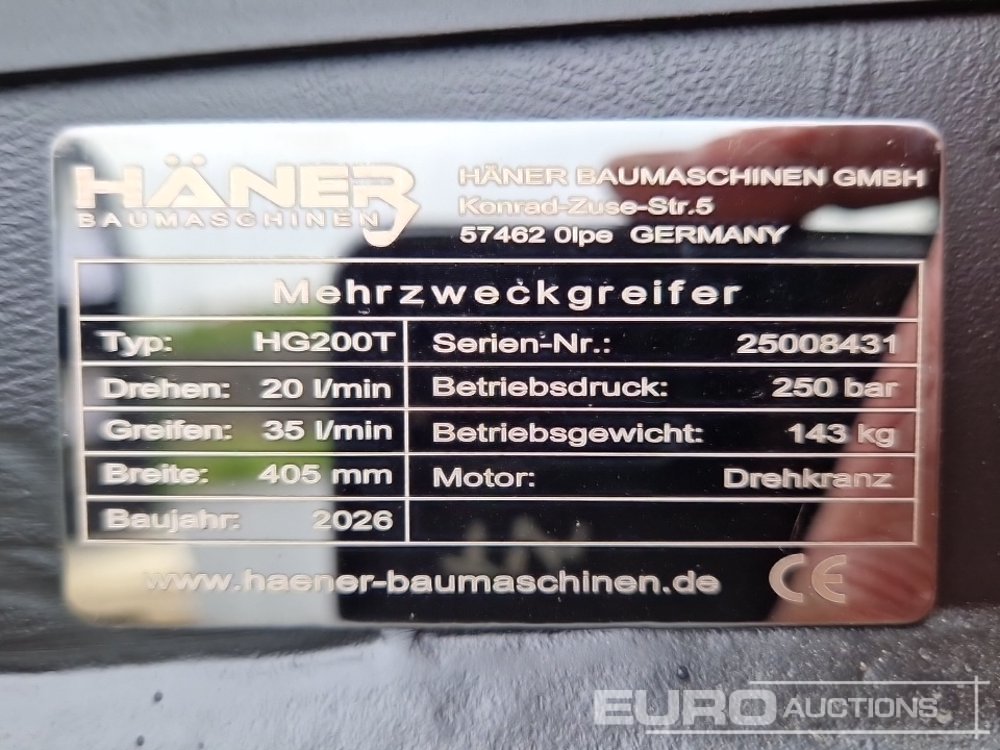 HÄNER
BAUMASCHINEN
HÄNER BAUMASCHINEN GMBH
Konrad-Zuse-Str.5
57462 Olpe GERMANY
Mehrzweckgreifer
Typ: HG200T Serien-Nr.: 25008431
Drehen: 20 l/min Betriebsdruck: 250 bar
Greifen: 35 l/min Betriebsgewicht: 143 kg
Breite: 405 mm Motor: Drehkranz
Baujahr: 2026
www.haener-baumaschinen.de CE
EURO AUCTIONS